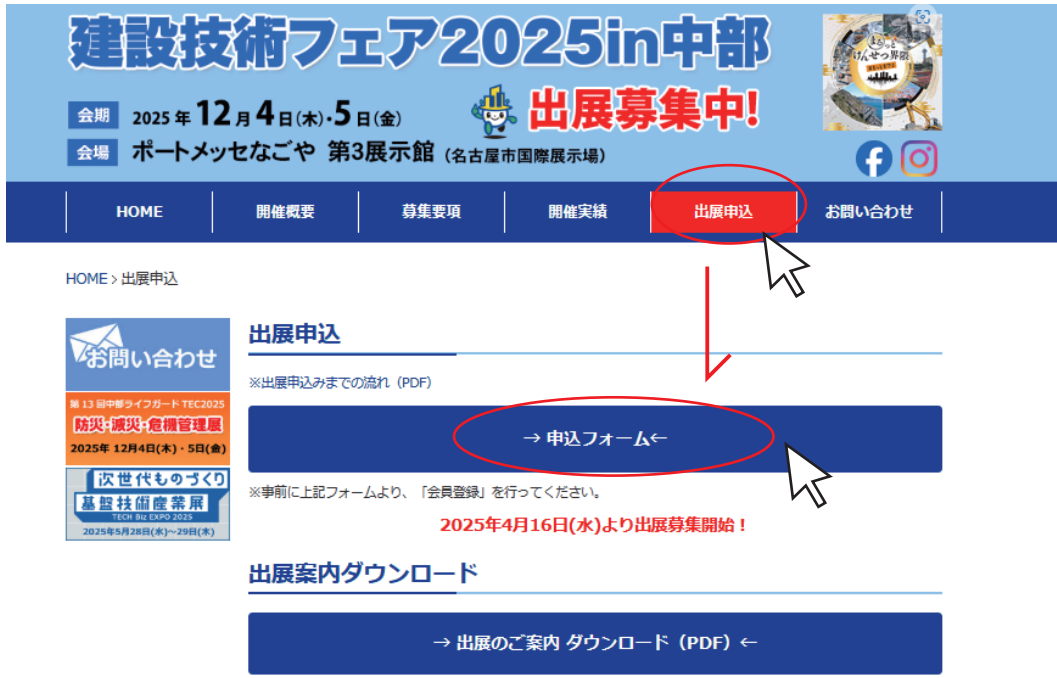 建設技術フェア2025in中部
会期 2025年12月4日(木)・5日(金)
出展募集中!
会場 ポートメッセなごや 第3展示館 (名古屋市国際展示場)
けんせつ界隈
HOME 開催概要 募集要項 開催実績 出展申込 お問い合わせ
HOME > 出展申込
お問い合わせ
第13回中部ライフガードTEC2025
防災・減災・危機管理展
2025年 12月4日(木)・5日(金)
次世代ものづくり
基盤技術産業展
TECH Biz EXPO 2025
2025年5月28日(水)～29日(木)
出展申込
※出展申込みまでの流れ（PDF）
→ 申込フォーム←
※事前に上記フォームより、「会員登録」を行ってください。
2025年4月16日(水)より出展募集開始！
出展案内ダウンロード
→ 出展のご案内 ダウンロード（PDF）←